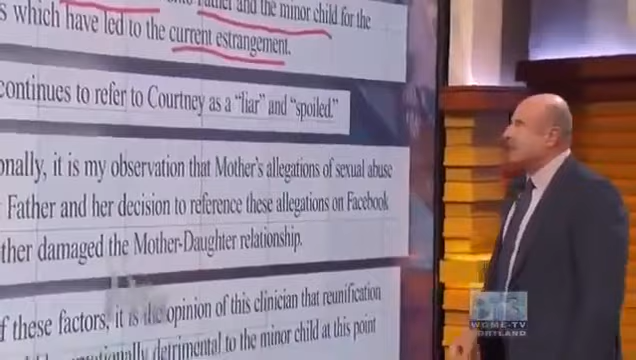 Father and the minor child for the
s which have led to the current estrangement.
continues to refer to Courtney as a "liar" and "spoiled."
onally, it is my observation that Mother's allegations of sexual abuse
Father and her decision to reference these allegations on Facebook
ther damaged the Mother-Daughter relationship.
f these factors, it is the opinion of this clinician that reunification
detrimental to the minor child at this point
WGME-TV
PORTLAND